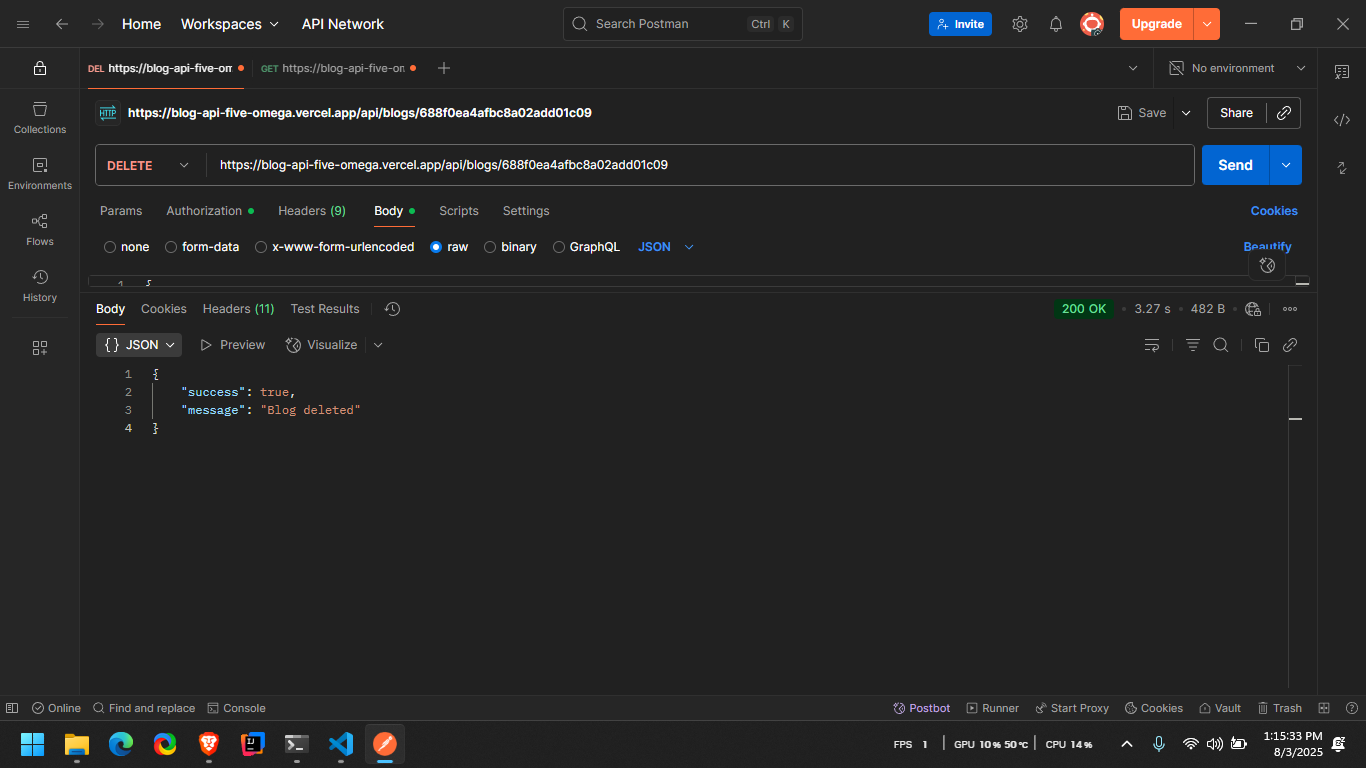 Home Workspaces API Network Search Postman Ctrl K Invite Upgrade
DEL https://blog-api-five-om GET https://blog-api-five-on No environment
HTTP https://blog-api-five-omega.vercel.app/api/blogs/688f0ea4afbc8a02add01c09 Save Share
DELETE https://blog-api-five-omega.vercel.app/api/blogs/688f0ea4afbc8a02add01c09 Send
Collections
Environments
Flows
History
Params Authorization Headers (9) Body Scripts Settings Cookies
none form-data x-www-form-urlencoded raw binary GraphQL JSON Beautify
1 {
Body Cookies Headers (11) Test Results 200 OK • 3.27 s • 482 B
{} JSON Preview Visualize
1 {
2 "success": true,
3 "message": "Blog deleted"
4 }
Online Find and replace Console Postbot Runner Start Proxy Cookies Vault Trash
FPS 1 GPU 10 % 50 °C CPU 14 % 1:15:33 PM
8/3/2025